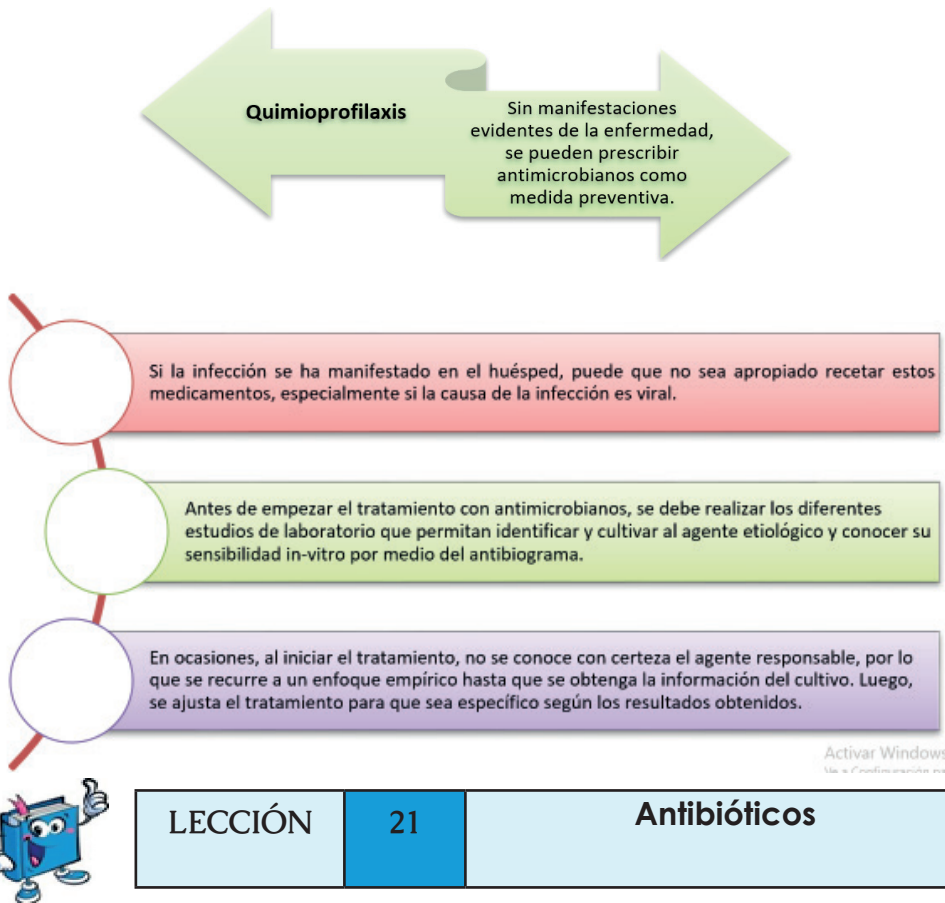 Quimioprofilaxis
Sin manifestaciones
evidentes de la enfermedad,
se pueden prescribir
antimicrobianos como
medida preventiva.
Si la infección se ha manifestado en el huésped, puede que no sea apropiado recetar estos
medicamentos, especialmente si la causa de la infección es viral.
Antes de empezar el tratamiento con antimicrobianos, se debe realizar los diferentes
estudios de laboratorio que permitan identificar y cultivar al agente etiológico y conocer su
sensibilidad in-vitro por medio del antibiograma.
En ocasiones, al iniciar el tratamiento, no se conoce con certeza el agente responsable, por lo
que se recurre a un enfoque empírico hasta que se obtenga la información del cultivo. Luego,
se ajusta el tratamiento para que sea específico según los resultados obtenidos.
Activar Windows
LECCIÓN 21 Antibióticos